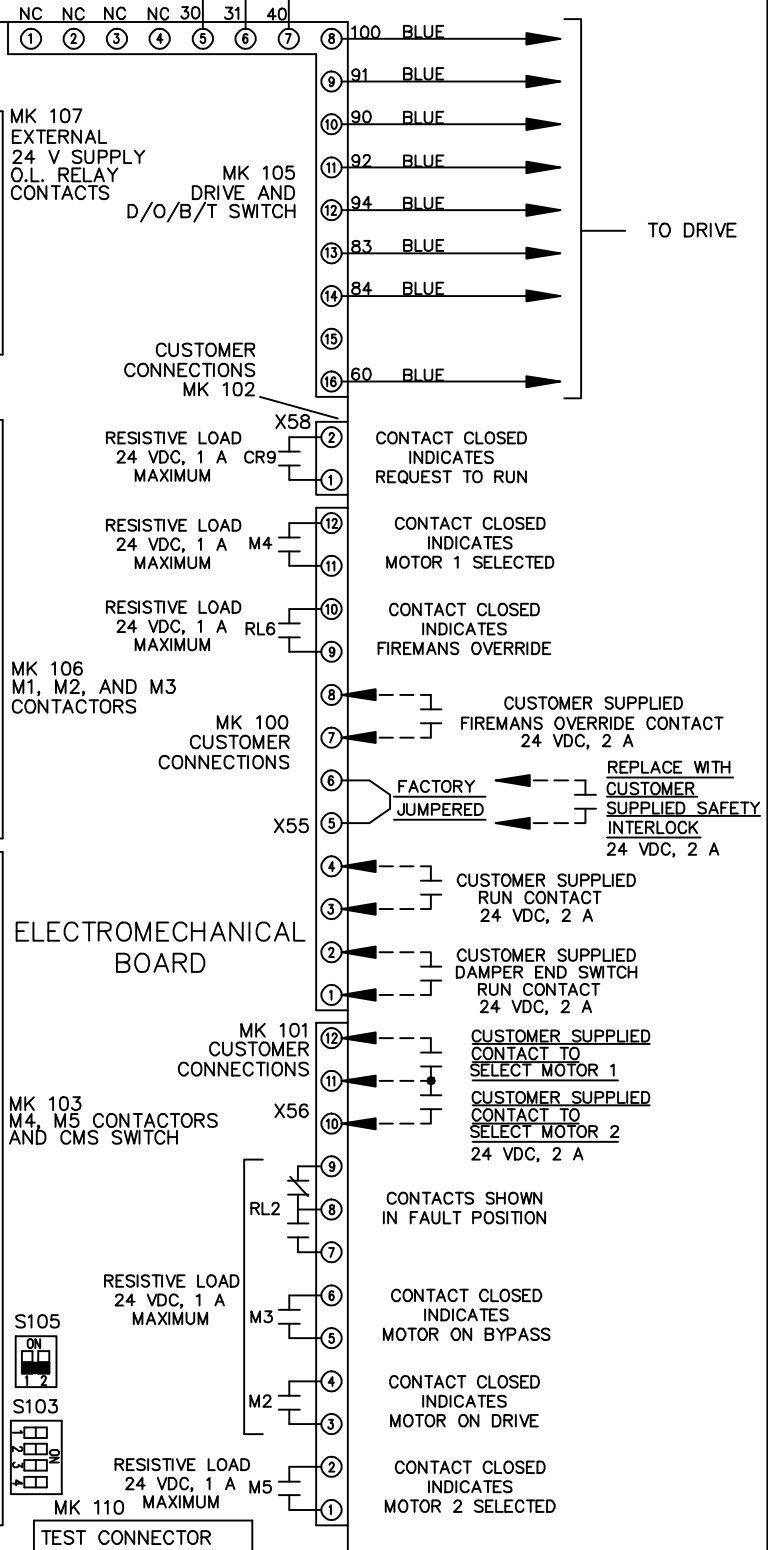 NC NC NC NC 30 31 40
1 2 3 4 5 6 7 8 100 BLUE
9 91 BLUE
10 90 BLUE
11 92 BLUE
12 94 BLUE
13 83 BLUE
14 84 BLUE
15
16 60 BLUE
TO DRIVE
MK 107
EXTERNAL
24 V SUPPLY
O.L. RELAY
CONTACTS
MK 105
DRIVE AND
D/O/B/T SWITCH
CUSTOMER
CONNECTIONS
MK 102
X58
RESISTIVE LOAD
24 VDC, 1 A
MAXIMUM
CR9
2
1
CONTACT CLOSED
INDICATES
REQUEST TO RUN
RESISTIVE LOAD
24 VDC, 1 A
MAXIMUM
M4
12
11
CONTACT CLOSED
INDICATES
MOTOR 1 SELECTED
RESISTIVE LOAD
24 VDC, 1 A
MAXIMUM
RL6
10
9
CONTACT CLOSED
INDICATES
FIREMANS OVERRIDE
MK 106
M1, M2, AND M3
CONTACTORS
MK 100
CUSTOMER
CONNECTIONS
8
7
CUSTOMER SUPPLIED
FIREMANS OVERRIDE CONTACT
24 VDC, 2 A
X55
6
5
FACTORY
JUMPERED
REPLACE WITH
CUSTOMER
SUPPLIED SAFETY
INTERLOCK
24 VDC, 2 A
4
3
CUSTOMER SUPPLIED
RUN CONTACT
24 VDC, 2 A
ELECTROMECHANICAL
BOARD
2
1
CUSTOMER SUPPLIED
DAMPER END SWITCH
RUN CONTACT
24 VDC, 2 A
MK 101
CUSTOMER
CONNECTIONS
X56
12
11
10
CUSTOMER SUPPLIED
CONTACT TO
SELECT MOTOR 1
CUSTOMER SUPPLIED
CONTACT TO
SELECT MOTOR 2
24 VDC, 2 A
MK 103
M4, M5 CONTACTORS
AND CMS SWITCH
RL2
9
8
7
CONTACTS SHOWN
IN FAULT POSITION
RESISTIVE LOAD
24 VDC, 1 A
MAXIMUM
M3
6
5
CONTACT CLOSED
INDICATES
MOTOR ON BYPASS
M2
4
3
CONTACT CLOSED
INDICATES
MOTOR ON DRIVE
S105
ON
1 2
S103
1
2
3
4
ON
RESISTIVE LOAD
24 VDC, 1 A
MAXIMUM
M5
2
1
CONTACT CLOSED
INDICATES
MOTOR 2 SELECTED
MK 110
TEST CONNECTOR